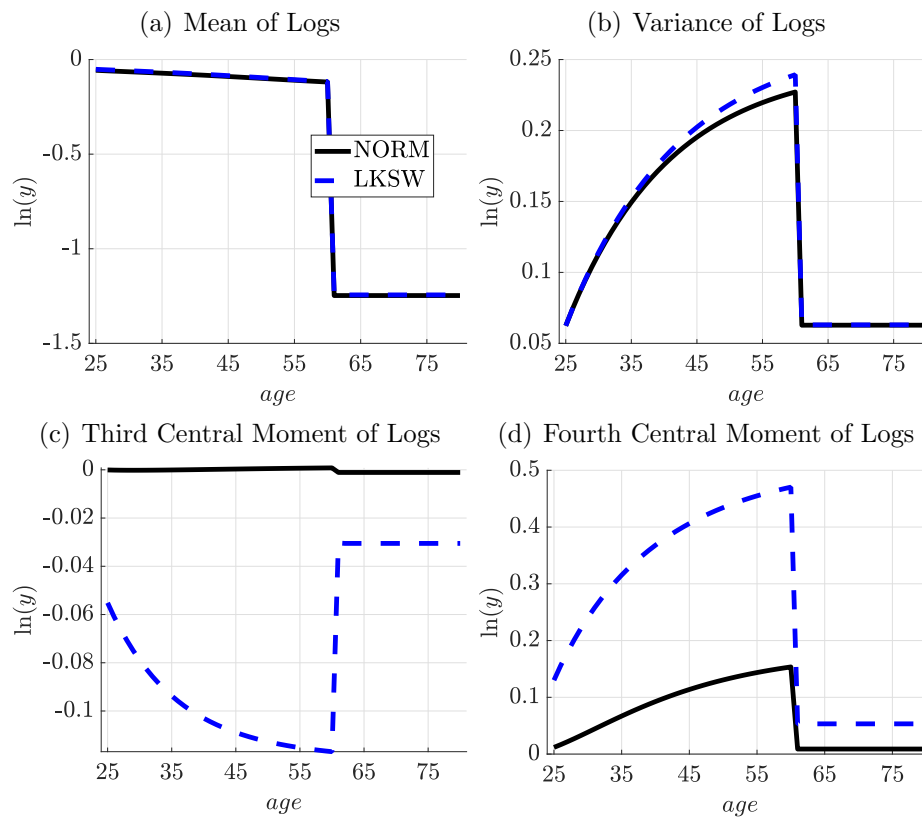 (a) Mean of Logs
0
-0.5
-1
-1.5
ln(y)
NORM
LKSW
25 35 45 55 65 75
age
(b) Variance of Logs
0.25
0.2
0.15
0.1
0.05
ln(y)
25 35 45 55 65 75
age
(c) Third Central Moment of Logs
0
-0.02
-0.04
-0.06
-0.08
-0.1
ln(y)
25 35 45 55 65 75
age
(d) Fourth Central Moment of Logs
0.5
0.4
0.3
0.2
0.1
0
ln(y)
25 35 45 55 65 75
age